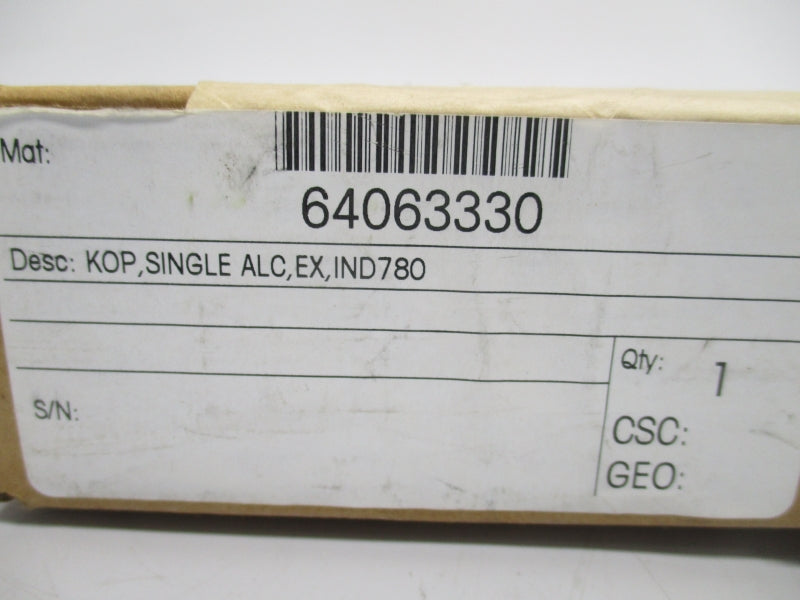 Mat:
64063330
Desc: KOP,SINGLE ALC,EX,IND780
Qty: 1
S/N:
CSC:
GEO: